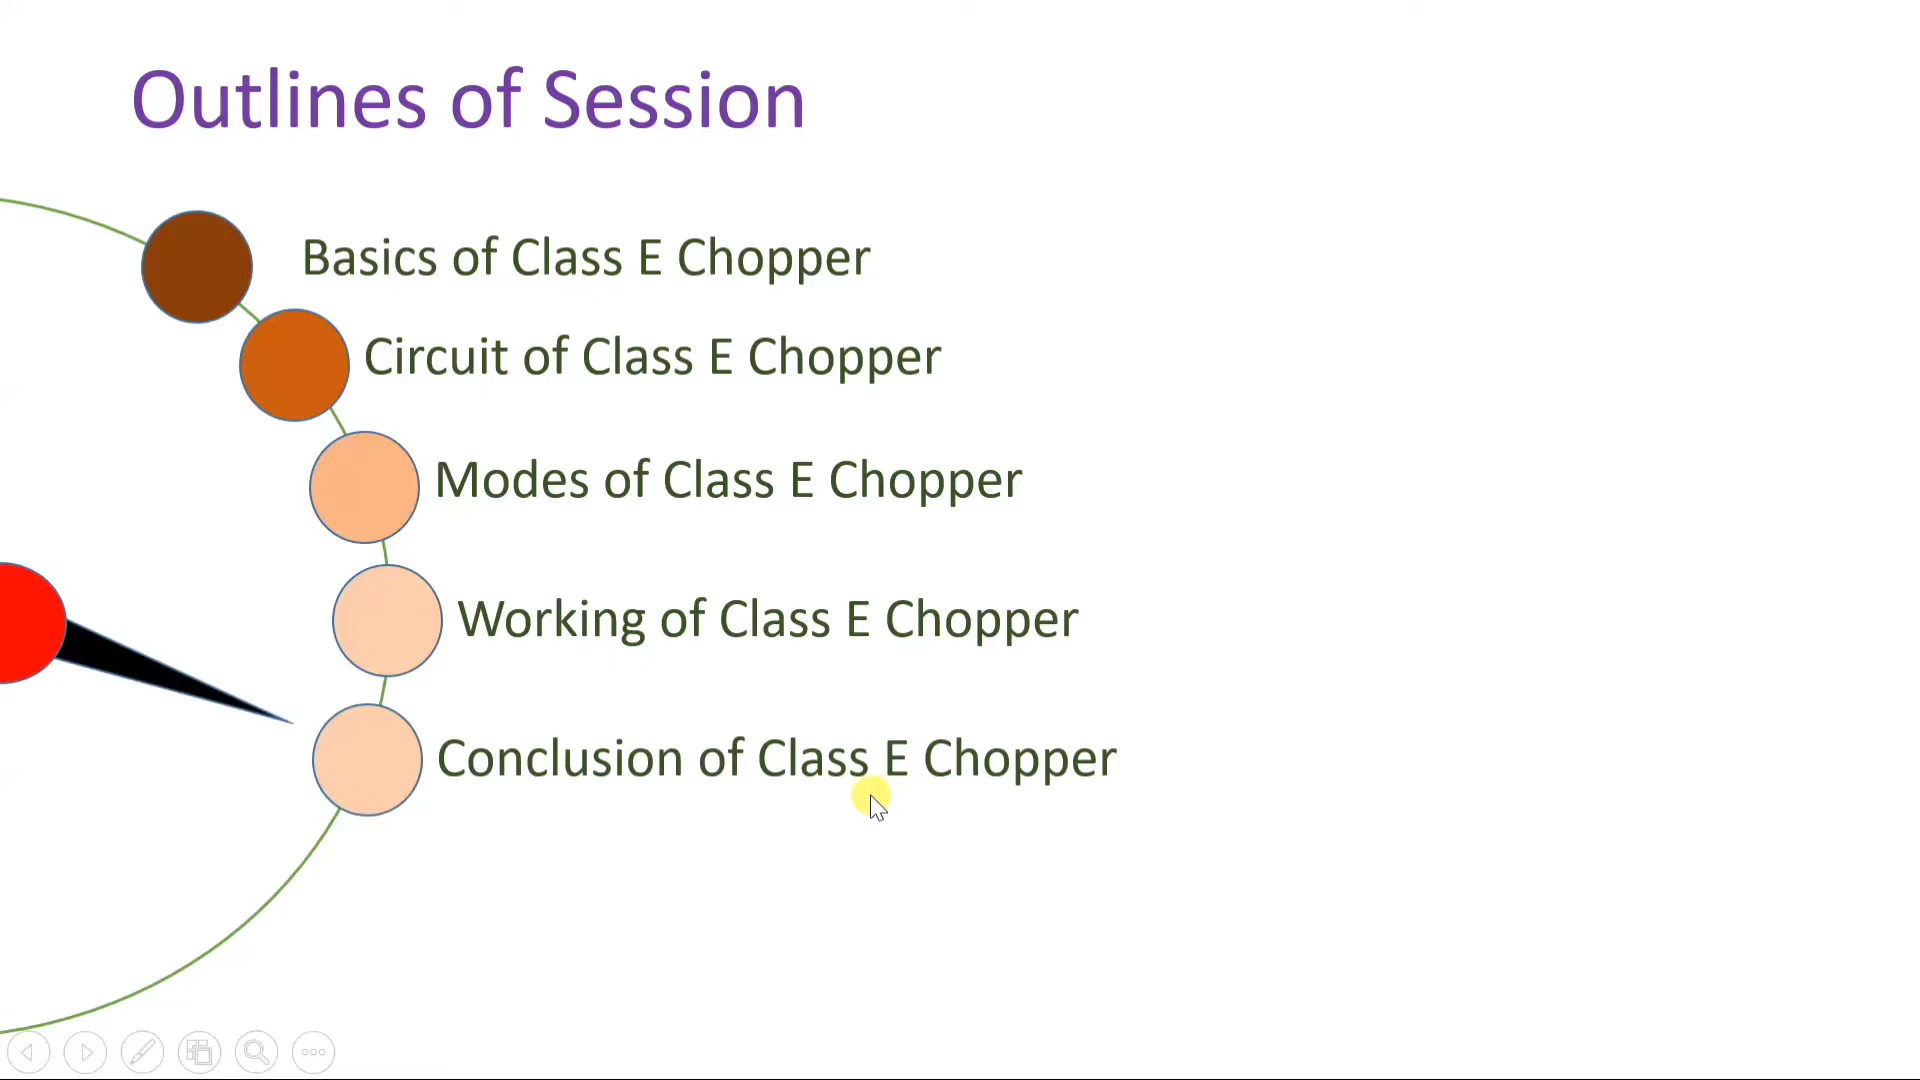 Outlines of Session
Basics of Class E Chopper
Circuit of Class E Chopper
Modes of Class E Chopper
Working of Class E Chopper
Conclusion of Class E Chopper